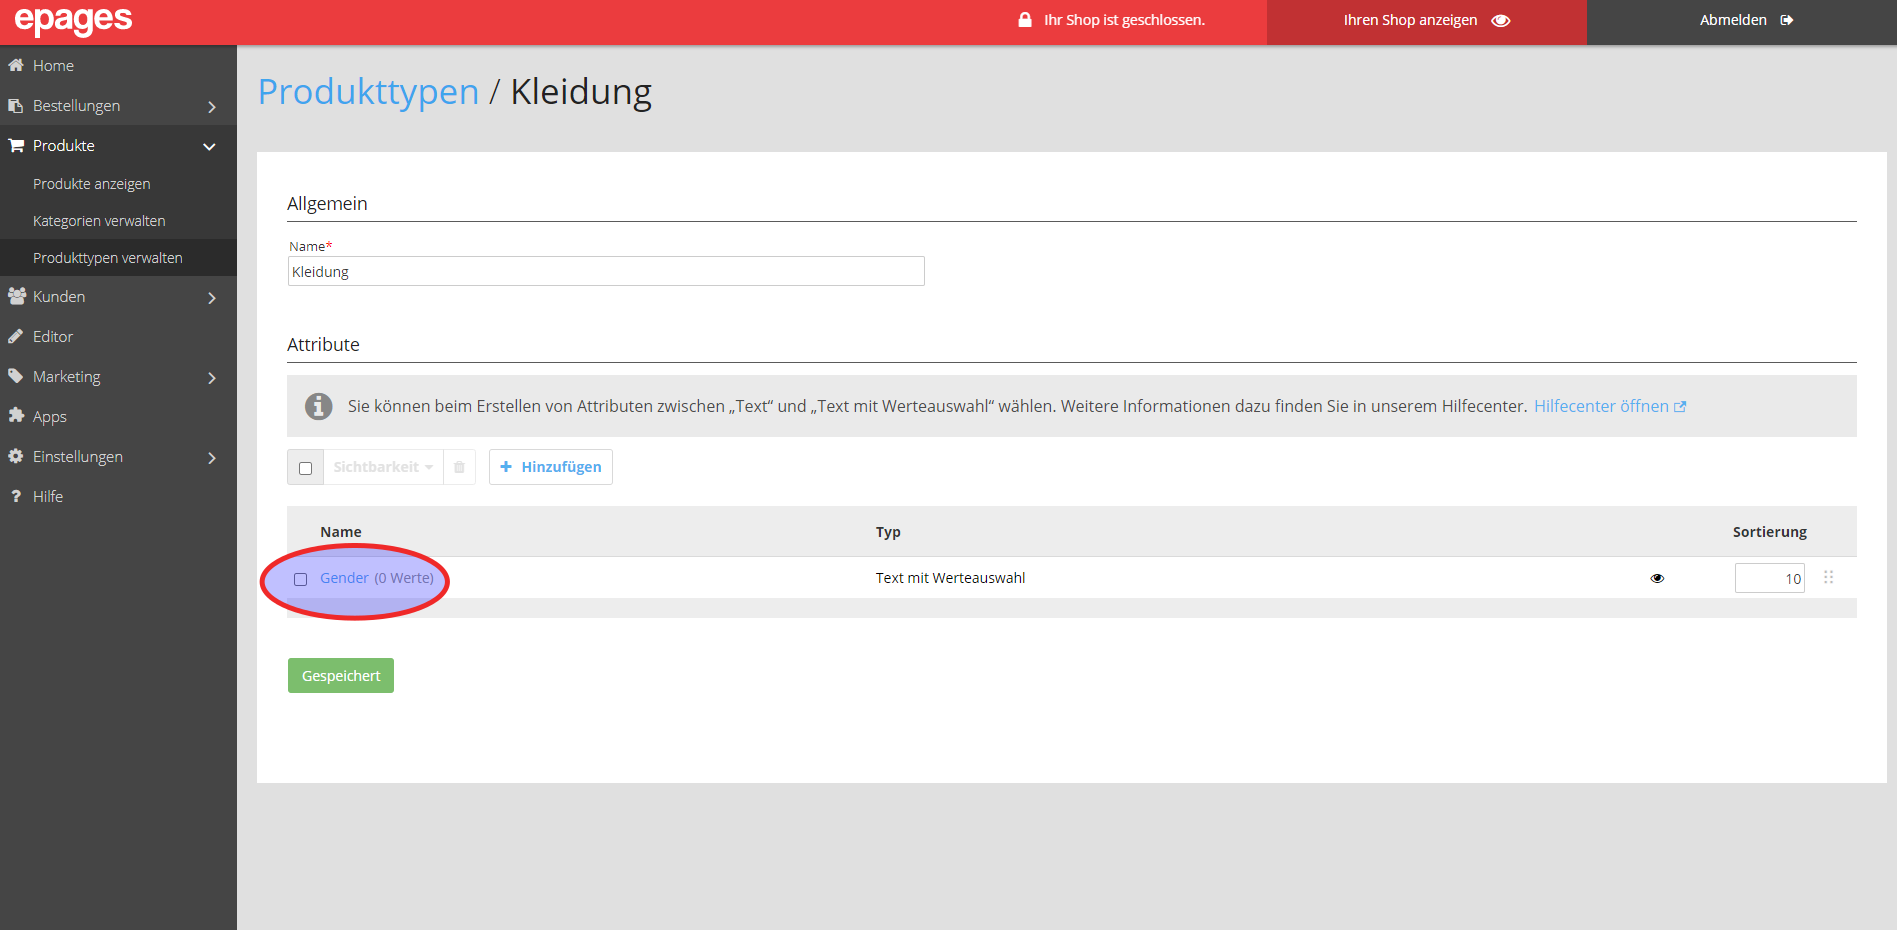 epages
Ihr Shop ist geschlossen.
Ihren Shop anzeigen
Abmelden
Home
Bestellungen
Produkte
Produkte anzeigen
Kategorien verwalten
Produkttypen verwalten
Kunden
Editor
Marketing
Apps
Einstellungen
? Hilfe
Produkttypen / Kleidung
Allgemein
Name*
Kleidung
Attribute
Sie können beim Erstellen von Attributen zwischen „Text“ und „Text mit Werteauswahl“ wählen. Weitere Informationen dazu finden Sie in unserem Hilfecenter. Hilfecenter öffnen
Sichtbarkeit
+ Hinzufügen
Name Typ Sortierung
Gender (0 Werte) Text mit Werteauswahl 10
Gespeichert